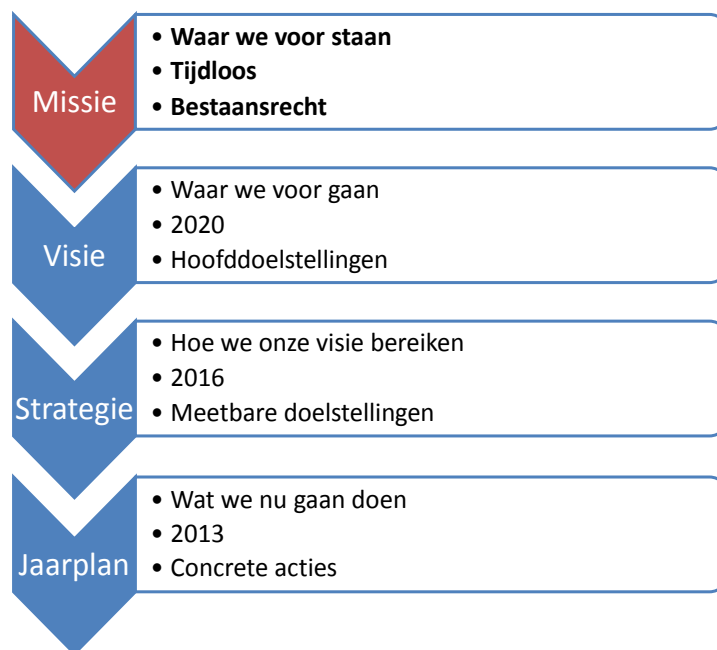 Missie
• Waar we voor staan
• Tijdloos
• Bestaansrecht
Visie
• Waar we voor gaan
• 2020
• Hoofddoelstellingen
Strategie
• Hoe we onze visie bereiken
• 2016
• Meetbare doelstellingen
Jaarplan
• Wat we nu gaan doen
• 2013
• Concrete acties